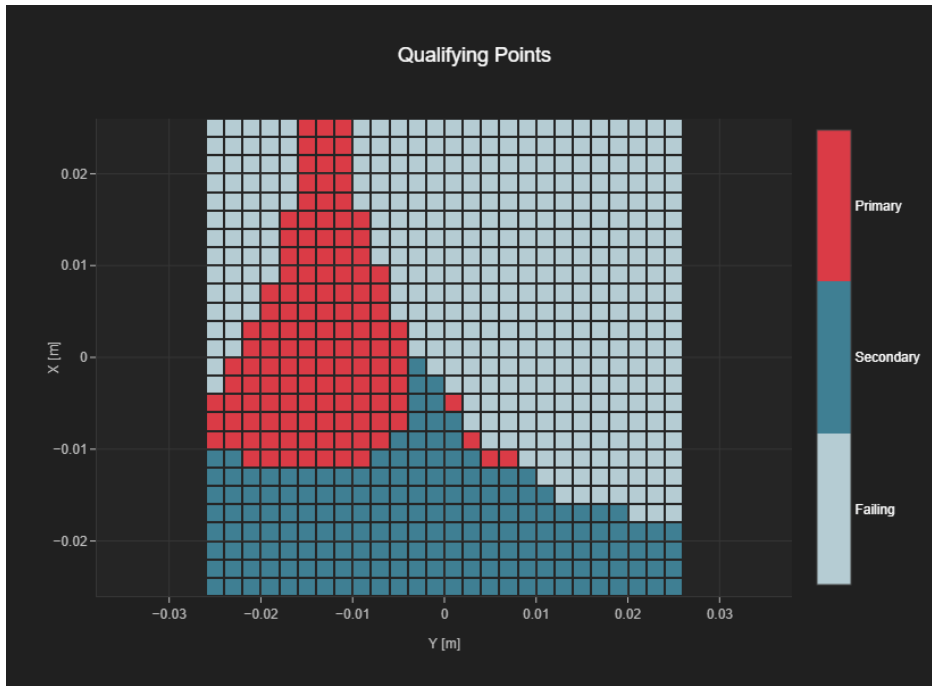 Qualifying Points
0.02
0.01
0
−0.01
−0.02
X [m]
−0.03
−0.02
−0.01
0
0.01
0.02
0.03
Y [m]
Primary
Secondary
Failing